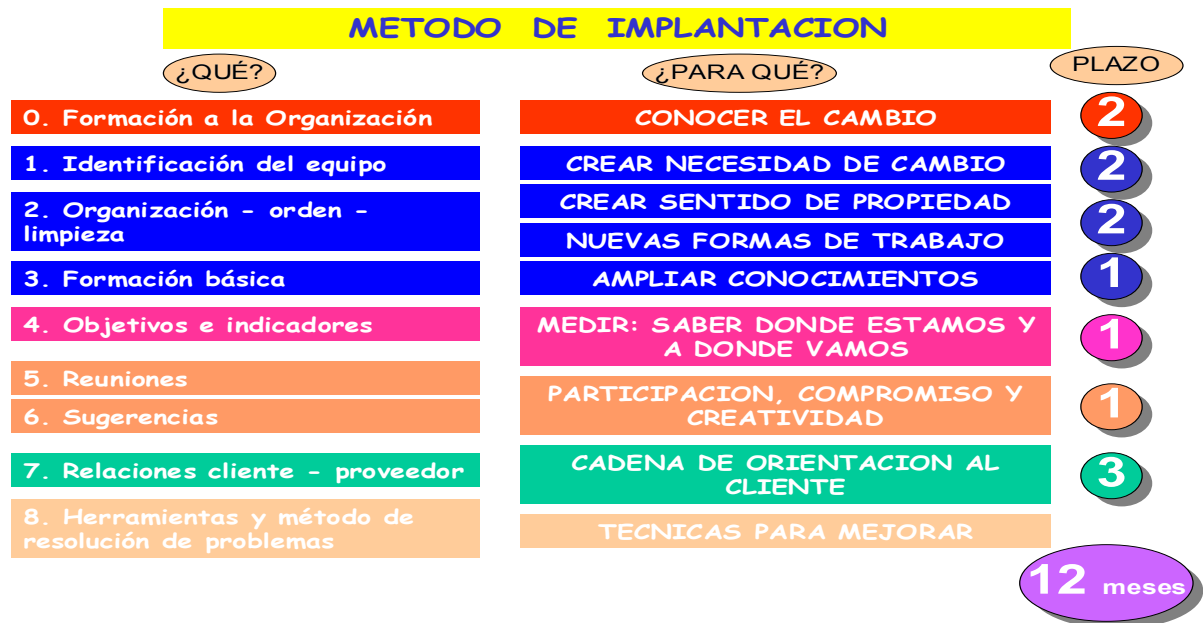 METODO DE IMPLANTACION
¿QUÉ?
¿PARA QUÉ?
PLAZO
0. Formación a la Organización
CONOCER EL CAMBIO
2
1. Identificación del equipo
CREAR NECESIDAD DE CAMBIO
2
2. Organización - orden -
limpieza
CREAR SENTIDO DE PROPIEDAD
NUEVAS FORMAS DE TRABAJO
2
3. Formación básica
AMPLIAR CONOCIMIENTOS
1
4. Objetivos e indicadores
MEDIR: SABER DONDE ESTAMOS Y
A DONDE VAMOS
1
5. Reuniones
6. Sugerencias
PARTICIPACION, COMPROMISO Y
CREATIVIDAD
1
7. Relaciones cliente - proveedor
CADENA DE ORIENTACION AL
CLIENTE
3
8. Herramientas y método de
resolución de problemas
TECNICAS PARA MEJORAR
12 meses